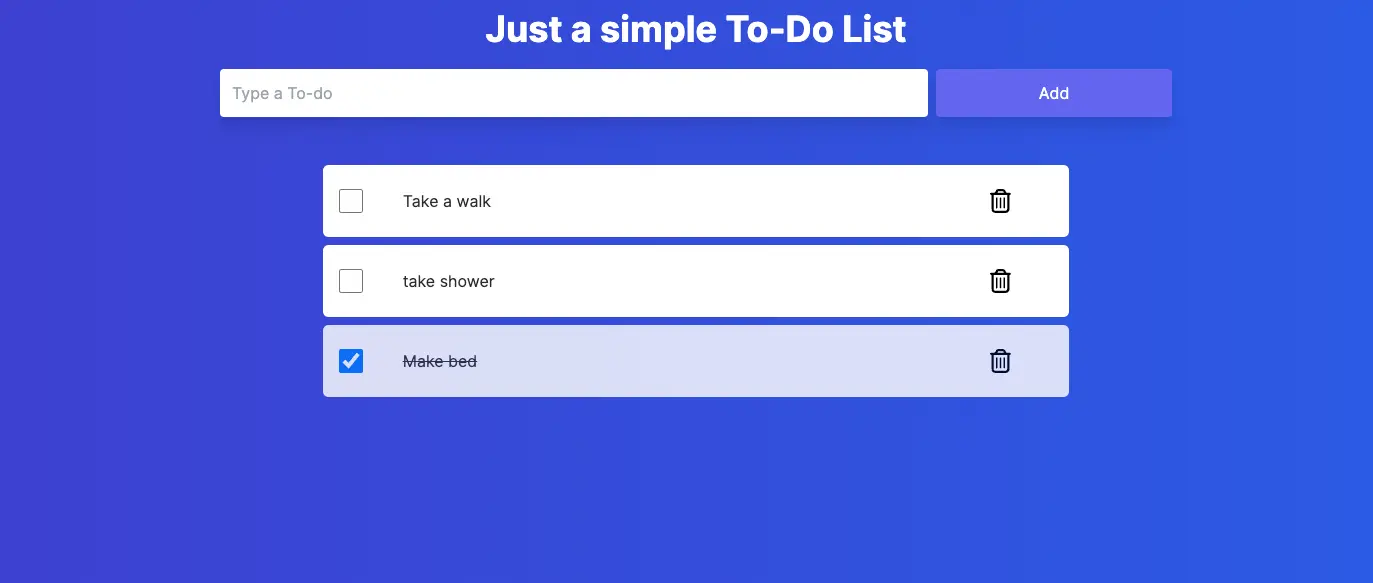 Just a simple To-Do List
Type a To-do
Add
Take a walk
take shower
Make bed